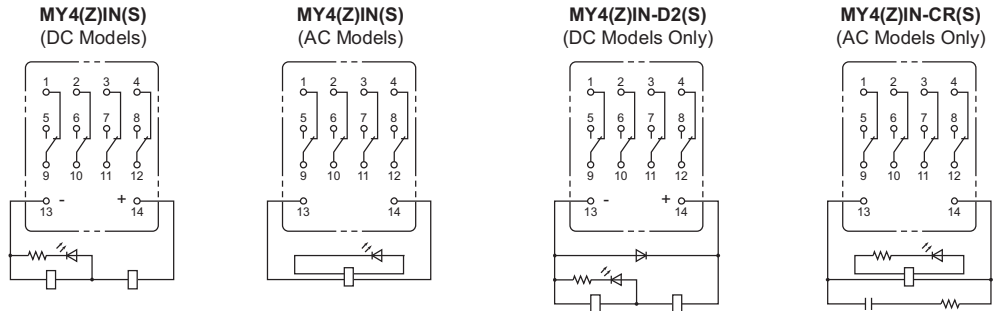 MY4(Z)IN(S)
(DC Models)
1 2 3 4
5 6 7 8
9 10 11 12
- +
13 14
MY4(Z)IN(S)
(AC Models)
1 2 3 4
5 6 7 8
9 10 11 12
13 14
MY4(Z)IN-D2(S)
(DC Models Only)
1 2 3 4
5 6 7 8
9 10 11 12
- +
13 14
MY4(Z)IN-CR(S)
(AC Models Only)
1 2 3 4
5 6 7 8
9 10 11 12
13 14